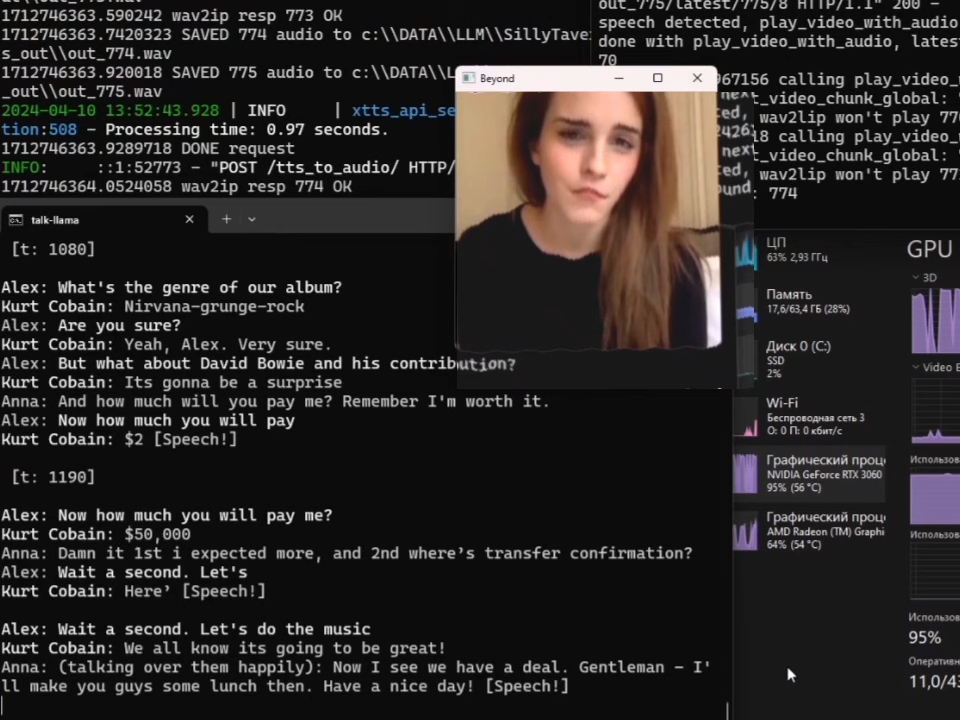 1712746363.590242 wav2ip resp 773 OK
1712746363.7420323 SAVED 774 audio to c:\\DATA\\LLM\\SillyTave
s_out\\out_774.wav
1712746363.920018 SAVED 775 audio to c:\\DATA\\L
_out\\out_775.wav
2024-04-10 13:52:43.928 | INFO | xtts_api_se
tion:508 - Processing time: 0.97 seconds.
1712746363.9289718 DONE request
INFO: ::1:52773 - "POST /tts_to_audio/ HTTP/
1712746364.0524058 wav2ip resp 774 OK
out_775/latest/775/8 HTTP/1.1" 200 -
speech detected, play_video_with_audio
done with play_video_with_audio, lates
70
967156 calling play_video_
t_video_chunk_global:
wav2lip won't play 77
18 calling play_video_
t_video_chunk_global:
wav2lip won't play 77
774
Beyond
talk-llama
[t: 1080]
Alex: What's the genre of our album?
Kurt Cobain: Nirvana-grunge-rock
Alex: Are you sure?
Kurt Cobain: Yeah, Alex. Very sure.
Alex: But what about David Bowie and his contribution?
Kurt Cobain: Its gonna be a surprise
Anna: And how much will you pay me? Remember I'm worth it.
Alex: Now how much you will pay
Kurt Cobain: $2 [Speech!]
[t: 1190]
Alex: Now how much you will pay me?
Kurt Cobain: $50,000
Anna: Damn it 1st i expected more, and 2nd where's transfer confirmation?
Alex: Wait a second. Let's
Kurt Cobain: Here' [Speech!]
Alex: Wait a second. Let's do the music
Kurt Cobain: We all know its going to be great!
Anna: (talking over them happily): Now I see we have a deal. Gentleman - I'
ll make you guys some lunch then. Have a nice day! [Speech!]
ЦП
63% 2,93 ГГц
Память
17,6/63,4 ГБ (28%)
Диск 0 (C:)
SSD
2%
Wi-Fi
Беспроводная сеть 3
О: 0 П: 0 кбит/с
Графический проце
NVIDIA GeForce RTX 3060
95% (56 °C)
Графический проце
AMD Radeon (TM) Graphi
64% (54 °C)
GPU
3D
Video E
Использов
Использов
Использо
95%
Оператив
11,0/43